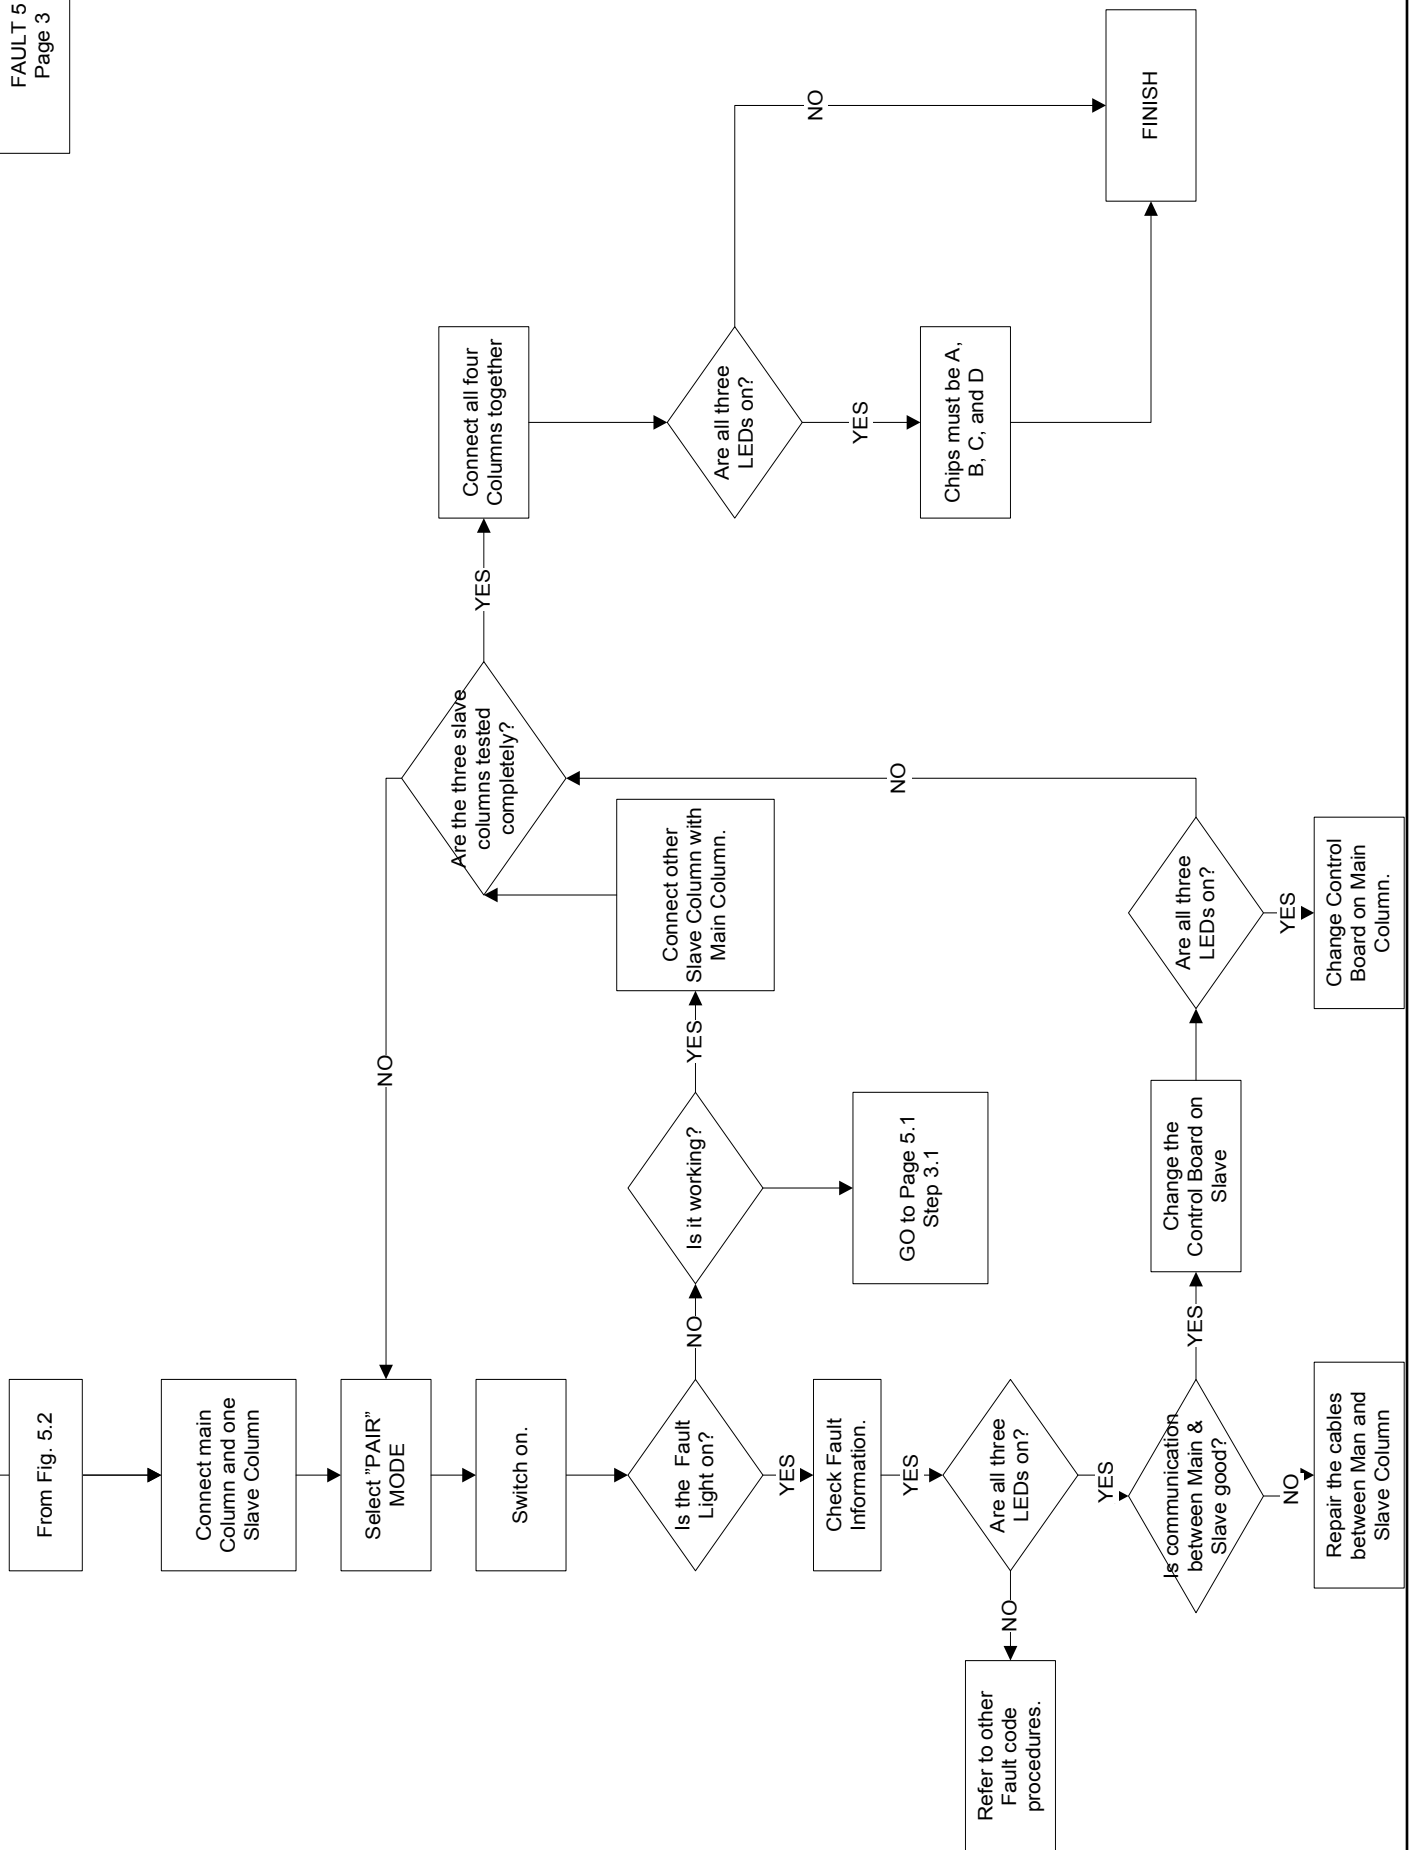 FAULT 5
Page 3
From Fig. 5.2
Connect main
Column and one
Slave Column
Select "PAIR"
MODE
Switch on.
Is the Fault
Light on?
NO
YES
Is it working?
YES
Connect other
Slave Column with
Main Column.
GO to Page 5.1
Step 3.1
Are the three slave
columns tested
completely?
NO
YES
Connect all four
Columns together
Are all three
LEDs on?
NO
YES
Chips must be A,
B, C, and D
FINISH
Check Fault
Information.
YES
Are all three
LEDs on?
NO
Refer to other
Fault code
procedures.
YES
Is communication
between Main &
Slave good?
NO
Repair the cables
between Man and
Slave Column
YES
Change the
Control Board on
Slave
Are all three
LEDs on?
NO
YES
Change Control
Board on Main
Column.